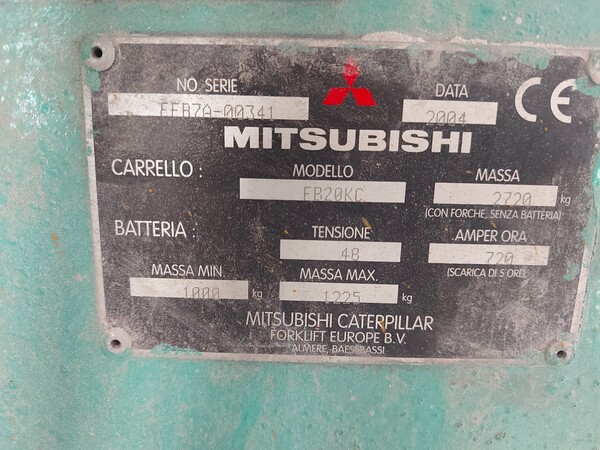 NO. SERIE
DATA
EFB7A-00341
2004
CE
MITSUBISHI
CARRELLO :
MODELLO
MASSA
FB20KC
2720 kg
(CON FORCHE, SENZA BATTERIA)
BATTERIA :
TENSIONE
AMPER ORA
48
720
(SCARICA DI 5 ORE)
MASSA MIN.
MASSA MAX.
1000 kg
1225 kg
MITSUBISHI CATERPILLAR
FORKLIFT EUROPE B.V.
ALMERE, BAESI BASSI